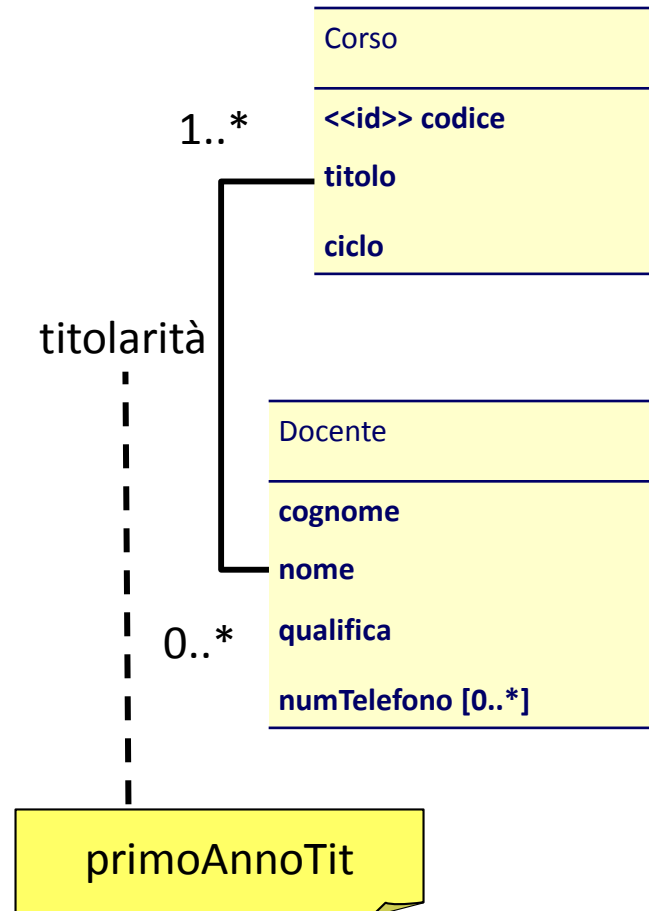 Corso
1..*
<<id>> codice
titolo
ciclo
titolarità
Docente
cognome
nome
0..*
qualifica
numTelefono [0..*]
primoAnnoTit